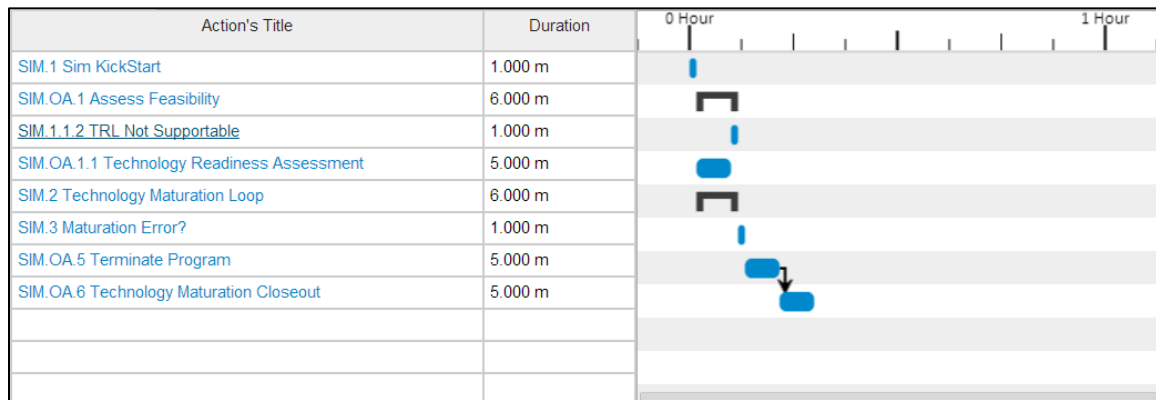 Action's Title Duration 0 Hour 1 Hour
SIM.1 Sim KickStart 1.000 m
SIM.OA.1 Assess Feasibility 6.000 m
SIM.1.1.2 TRL Not Supportable 1.000 m
SIM.OA.1.1 Technology Readiness Assessment 5.000 m
SIM.2 Technology Maturation Loop 6.000 m
SIM.3 Maturation Error? 1.000 m
SIM.OA.5 Terminate Program 5.000 m
SIM.OA.6 Technology Maturation Closeout 5.000 m